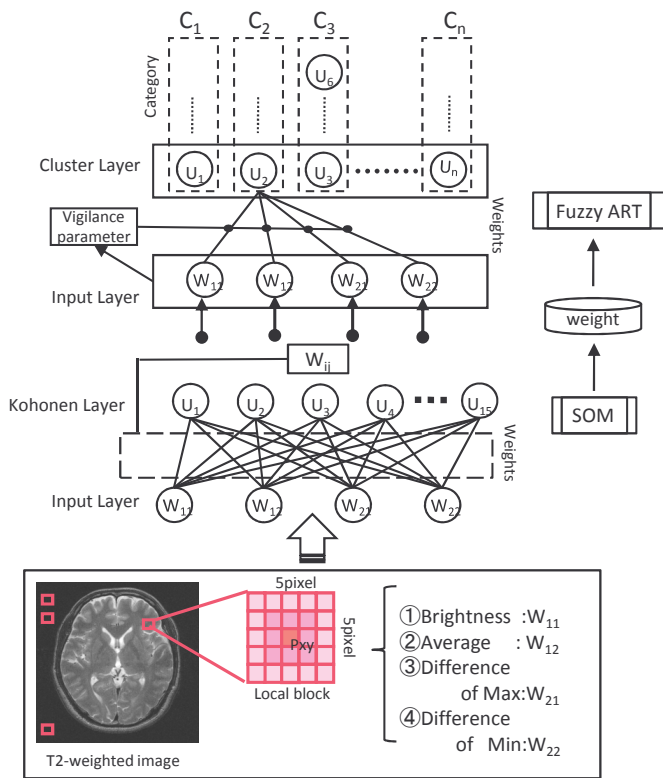 C1 C2 C3 Cn
Category
U6
Cluster Layer
U1 U2 U3 Un
Vigilance
parameter
Weights
Fuzzy ART
Input Layer
W11 W12 W21 W22
weight
Wij
Kohonen Layer
U1 U2 U3 U4 U15
SOM
Weights
Input Layer
W11 W12 W21 W22
5pixel
5pixel
Pxy
Local block
T2-weighted image
①Brightness :W11
②Average : W12
③Difference
of Max:W21
④Difference
of Min:W22